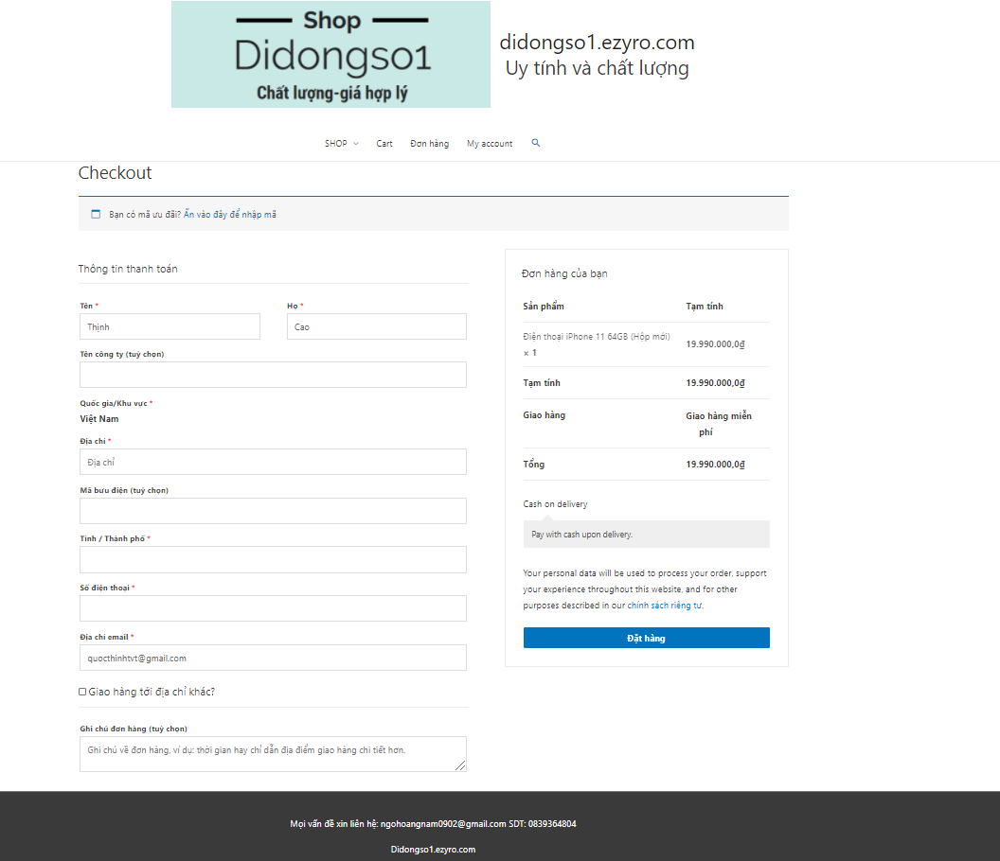 Shop
Didongso1
Chất lượng-giá hợp lý
didongso1.ezyro.com
Uy tính và chất lượng
SHOP Cart Đơn hàng My account
Checkout
Bạn có mã ưu đãi? Ấn vào đây để nhập mã
Thông tin thanh toán
Tên * Họ *
Thịnh Cao
Tên công ty (tuỳ chọn)
Quốc gia/Khu vực *
Việt Nam
Địa chỉ *
Địa chỉ
Mã bưu điện (tuỳ chọn)
Tỉnh / Thành phố *
Số điện thoại *
Địa chỉ email *
quocthinhtvt@gmail.com
Giao hàng tới địa chỉ khác?
Ghi chú đơn hàng (tuỳ chọn)
Ghi chú về đơn hàng, ví dụ: thời gian hay chỉ dẫn địa điểm giao hàng chi tiết hơn.
Đơn hàng của bạn
Sản phẩm Tạm tính
Điện thoại iPhone 11 64GB (Hộp mới)
× 1 19.990.000,0₫
Tạm tính 19.990.000,0₫
Giao hàng Giao hàng miễn
phí
Tổng 19.990.000,0₫
Cash on delivery
Pay with cash upon delivery.
Your personal data will be used to process your order, support
your experience throughout this website, and for other
purposes described in our chính sách riêng tư.
Đặt hàng
Mọi vấn đề xin liên hệ: ngohoangnam0902@gmail.com SDT: 0839364804
Didongso1.ezyro.com